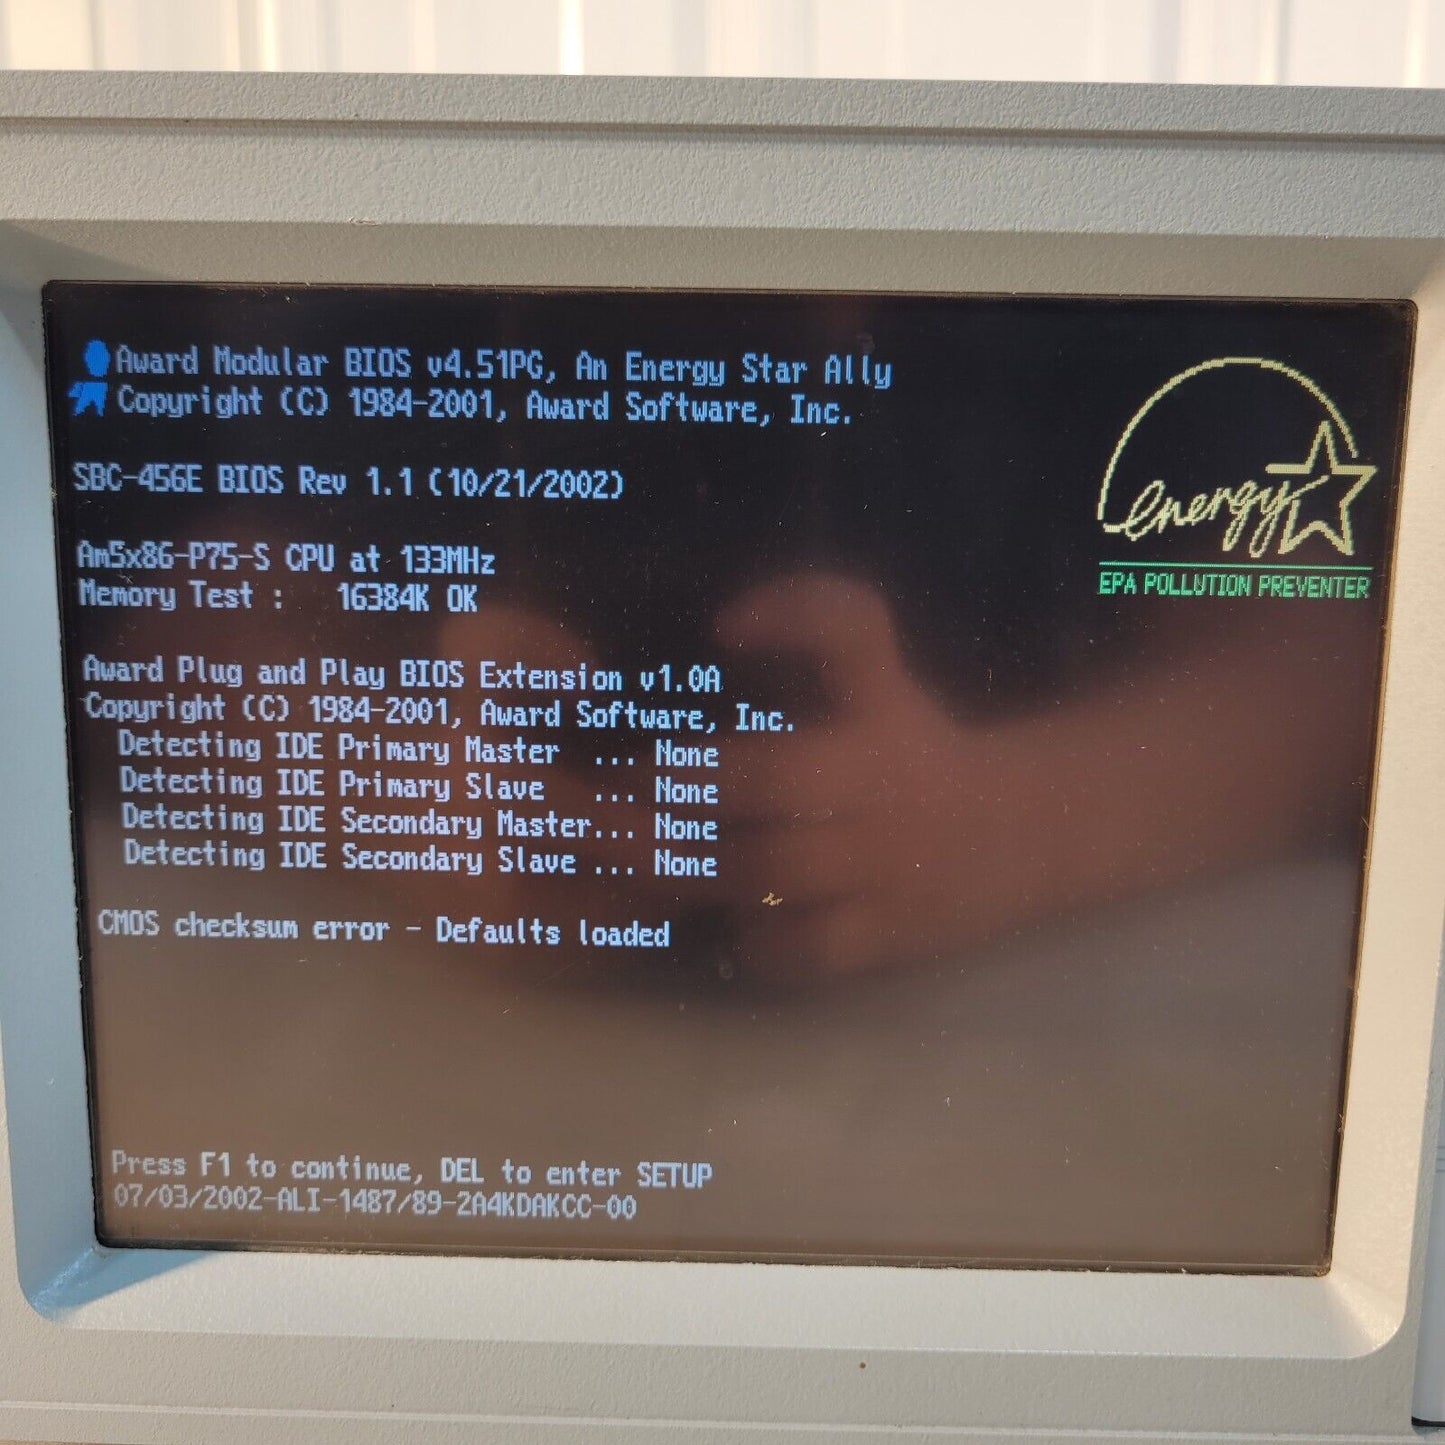 Award Modular BIOS v4.51PG, An Energy Star Ally
Copyright (C) 1984-2001, Award Software, Inc.
energy
EPA POLLUTION PREVENTER
SBC-456E BIOS Rev 1.1 (10/21/2002)
Am5x86-P75-S CPU at 133MHz
Memory Test :   16384K OK
Award Plug and Play BIOS Extension v1.0A
Copyright (C) 1984-2001, Award Software, Inc.
Detecting IDE Primary Master  ... None
Detecting IDE Primary Slave   ... None
Detecting IDE Secondary Master... None
Detecting IDE Secondary Slave ... None
CMOS checksum error - Defaults loaded
Press F1 to continue, DEL to enter SETUP
07/03/2002-ALI-1487/89-2A4KDAKCC-00